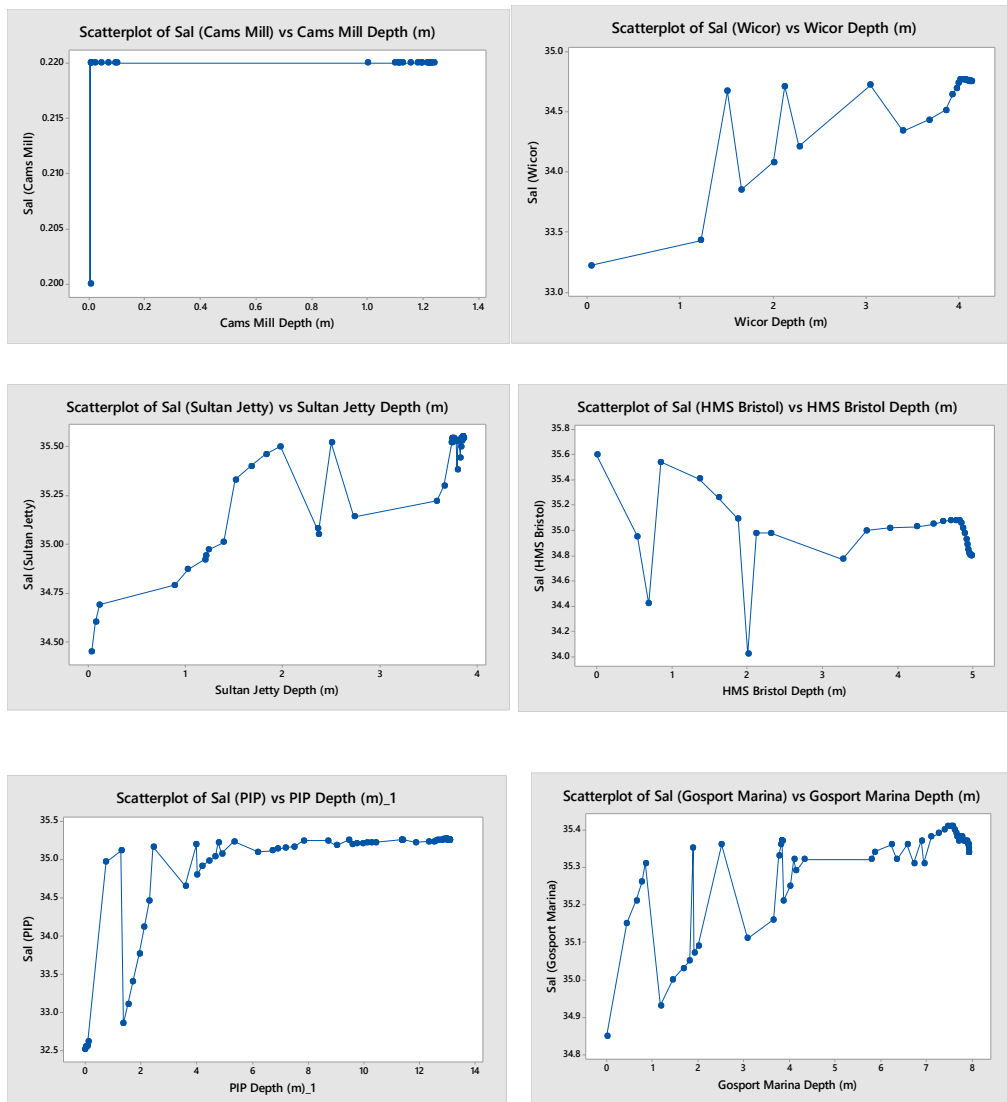 Scatterplot of Sal (Cams Mill) vs Cams Mill Depth (m)
0.220
0.215
0.210
0.205
0.200
Sal (Cams Mill)
0.0 0.2 0.4 0.6 0.8 1.0 1.2 1.4
Cams Mill Depth (m)
Scatterplot of Sal (Wicor) vs Wicor Depth (m)
35.0
34.5
34.0
33.5
33.0
Sal (Wicor)
0 1 2 3 4
Wicor Depth (m)
Scatterplot of Sal (Sultan Jetty) vs Sultan Jetty Depth (m)
35.50
35.25
35.00
34.75
34.50
Sal (Sultan Jetty)
0 1 2 3 4
Sultan Jetty Depth (m)
Scatterplot of Sal (HMS Bristol) vs HMS Bristol Depth (m)
35.8
35.6
35.4
35.2
35.0
34.8
34.6
34.4
34.2
34.0
Sal (HMS Bristol)
0 1 2 3 4 5
HMS Bristol Depth (m)
Scatterplot of Sal (PIP) vs PIP Depth (m)_1
35.5
35.0
34.5
34.0
33.5
33.0
32.5
Sal (PIP)
0 2 4 6 8 10 12 14
PIP Depth (m)_1
Scatterplot of Sal (Gosport Marina) vs Gosport Marina Depth (m)
35.4
35.3
35.2
35.1
35.0
34.9
34.8
Sal (Gosport Marina)
0 1 2 3 4 5 6 7 8
Gosport Marina Depth (m)